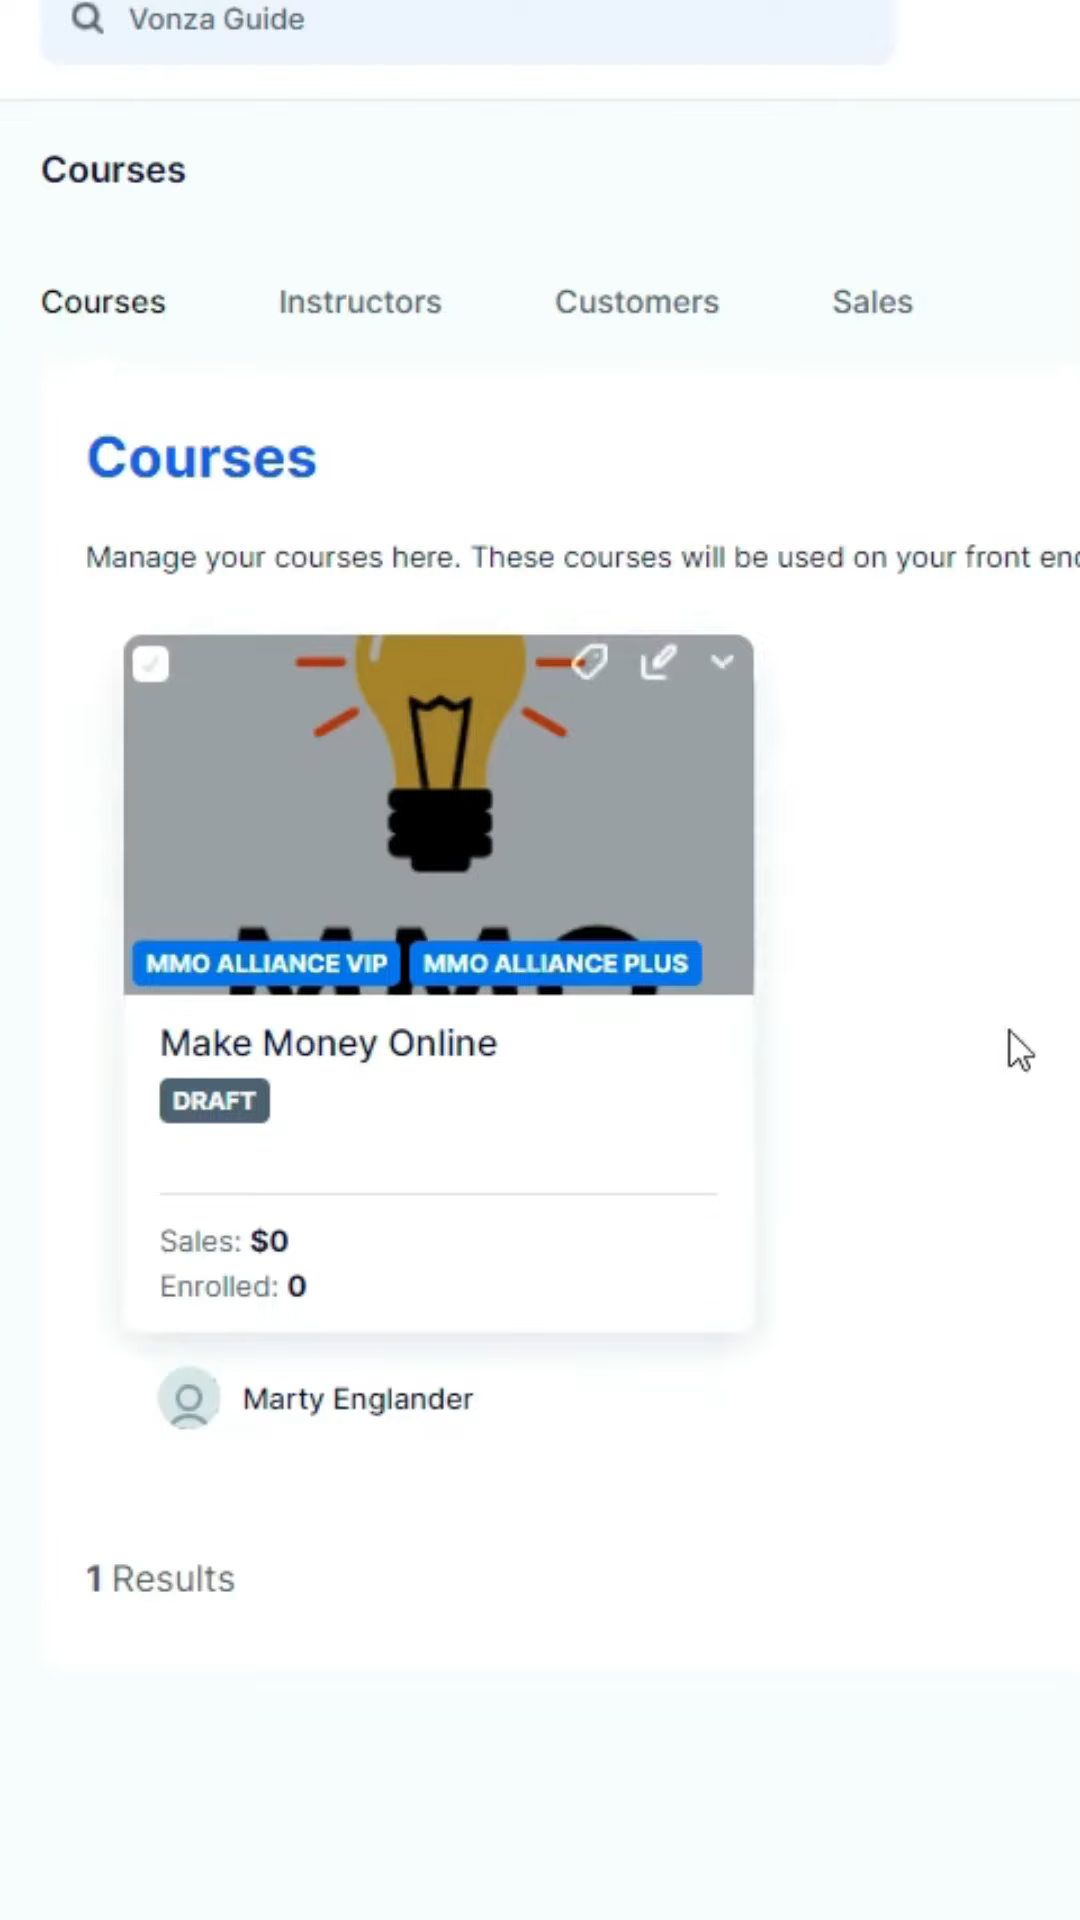 Vonza Guide
Courses
Courses Instructors Customers Sales
Courses
Manage your courses here. These courses will be used on your front
MMO ALLIANCE VIP MMO ALLIANCE PLUS
Make Money Online
DRAFT
Sales: $0
Enrolled: 0
Marty Englander
1 Results